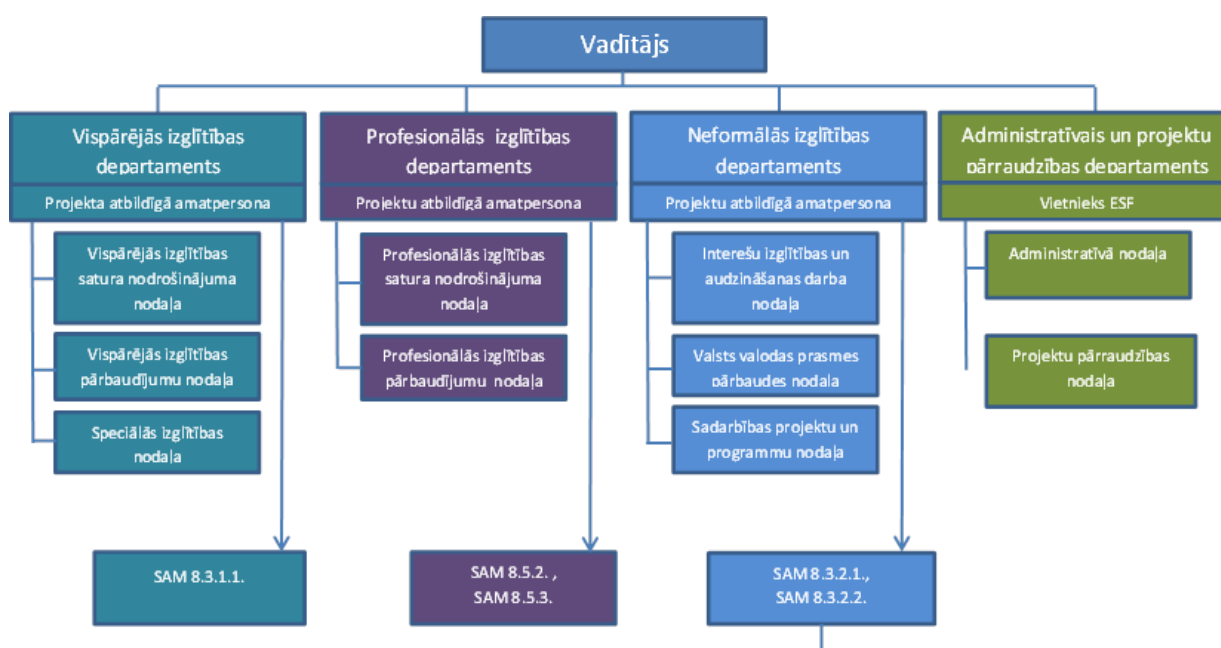 Vadītājs
Vispārējās izglītības
departaments
Projekta atbildīgā amatpersona
Vispārējās izglītības
satura nodrošinājuma
nodaļa
Vispārējās izglītības
pārbaudījumu nodaļa
Speciālās izglītības
nodaļa
SAM 8.3.1.1.
Profesionālās izglītības
departaments
Projektu atbildīgā amatpersona
Profesionālās izglītības
satura nodrošinājuma
nodaļa
Profesionālās izglītības
pārbaudījumu nodaļa
SAM 8.5.2. ,
SAM 8.5.3.
Neformālās izglītības
departaments
Projektu atbildīgā amatpersona
Interešu izglītības un
audzināšanas darba
nodaļa
Valsts valodas prasmes
pārbaudes nodaļa
Sadarbības projektu un
programmu nodaļa
SAM 8.3.2.1.,
SAM 8.3.2.2.
Administratīvais un projektu
pārraudzības departaments
Vietnieks ESF
Administratīvā nodaļa
Projektu pārraudzības
nodaļa